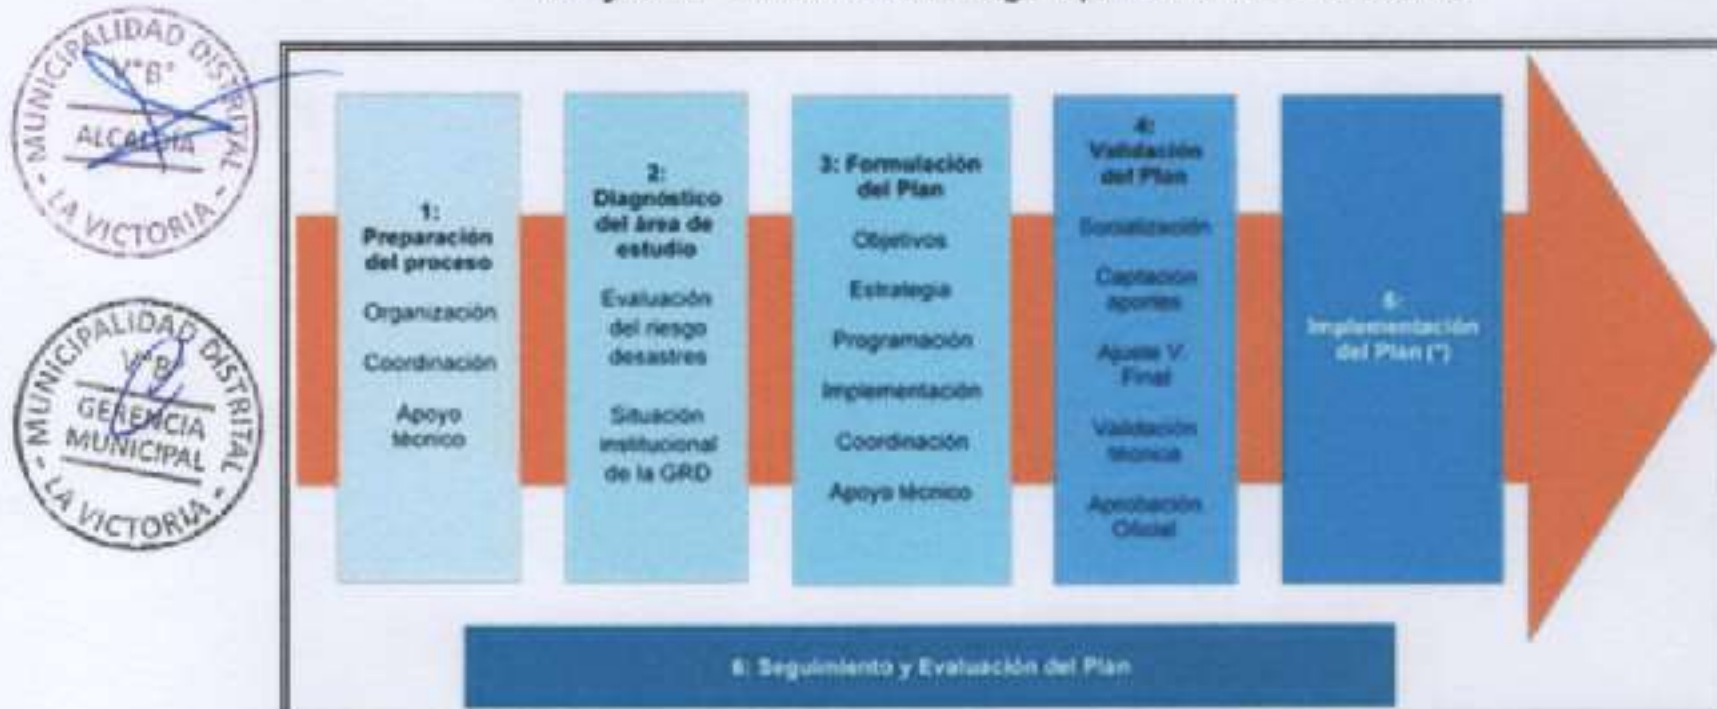 MUNICIPALIDAD DISTRITAL
V°B°
ALCALDÍA
- LA VICTORIA -
MUNICIPALIDAD DISTRITAL
V°B°
GERENCIA
MUNICIPAL
- LA VICTORIA -
1:
Preparación
del proceso
Organización
Coordinación
Apoyo
técnico
2:
Diagnóstico
del área de
estudio
Evaluación
del riesgo
desastres
Situación
institucional
de la GRD
3: Formulación
del Plan
Objetivos
Estrategia
Programación
Implementación
Coordinación
Apoyo técnico
4:
Validación
del Plan
Socialización
Captación
aportes
Ajuste V.
Final
Validación
técnica
Aprobación
Oficial
5:
Implementación
del Plan (*)
6: Seguimiento y Evaluación del Plan